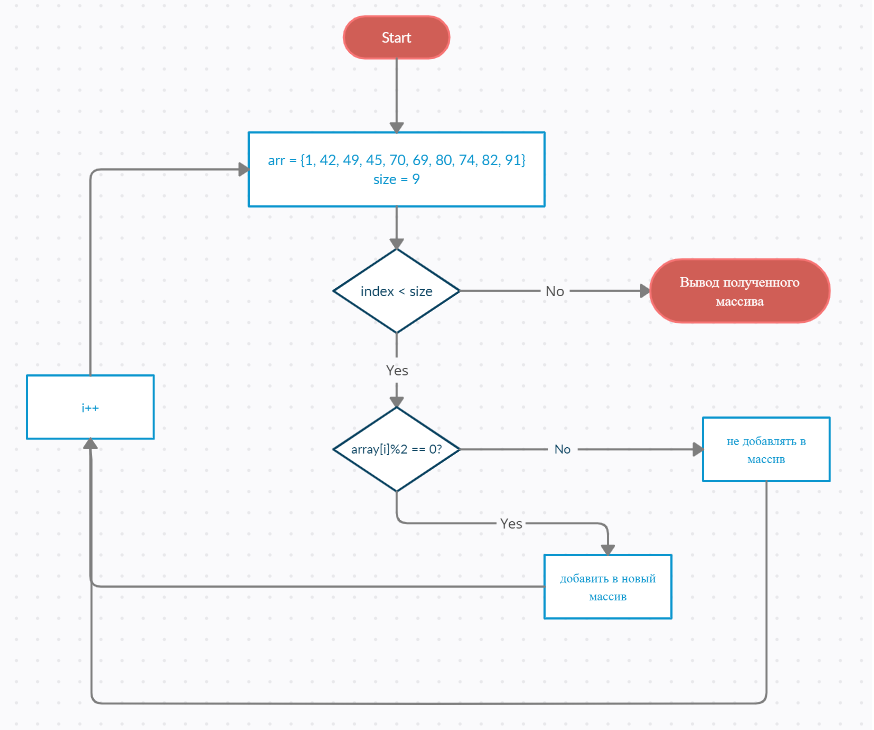 Start
arr = {1, 42, 49, 45, 70, 69, 80, 74, 82, 91}
size = 9
index < size
No
Вывод полученного
массива
Yes
i++
array[i]%2 == 0?
No
не добавлять в
массив
Yes
добавить в новый
массив